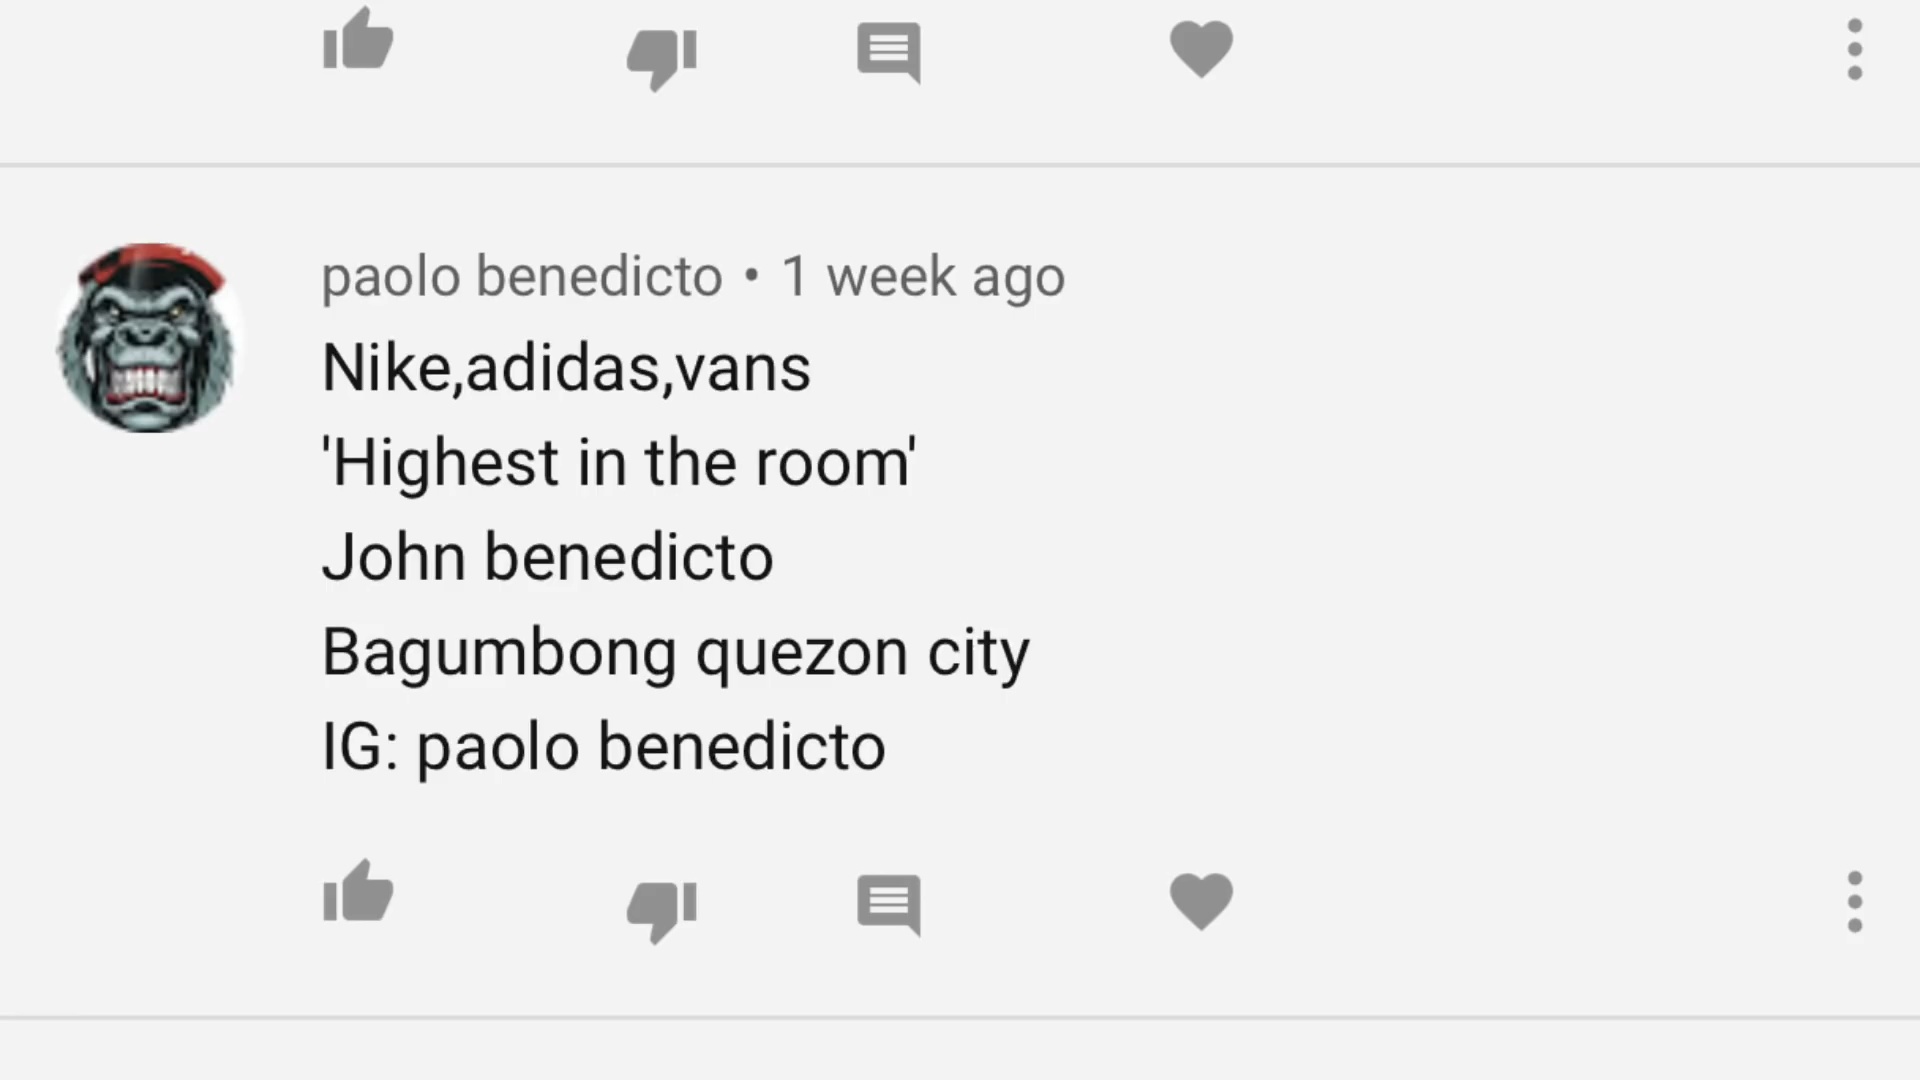 paolo benedicto • 1 week ago
Nike,adidas,vans
'Highest in the room'
John benedicto
Bagumbong quezon city
IG: paolo benedicto